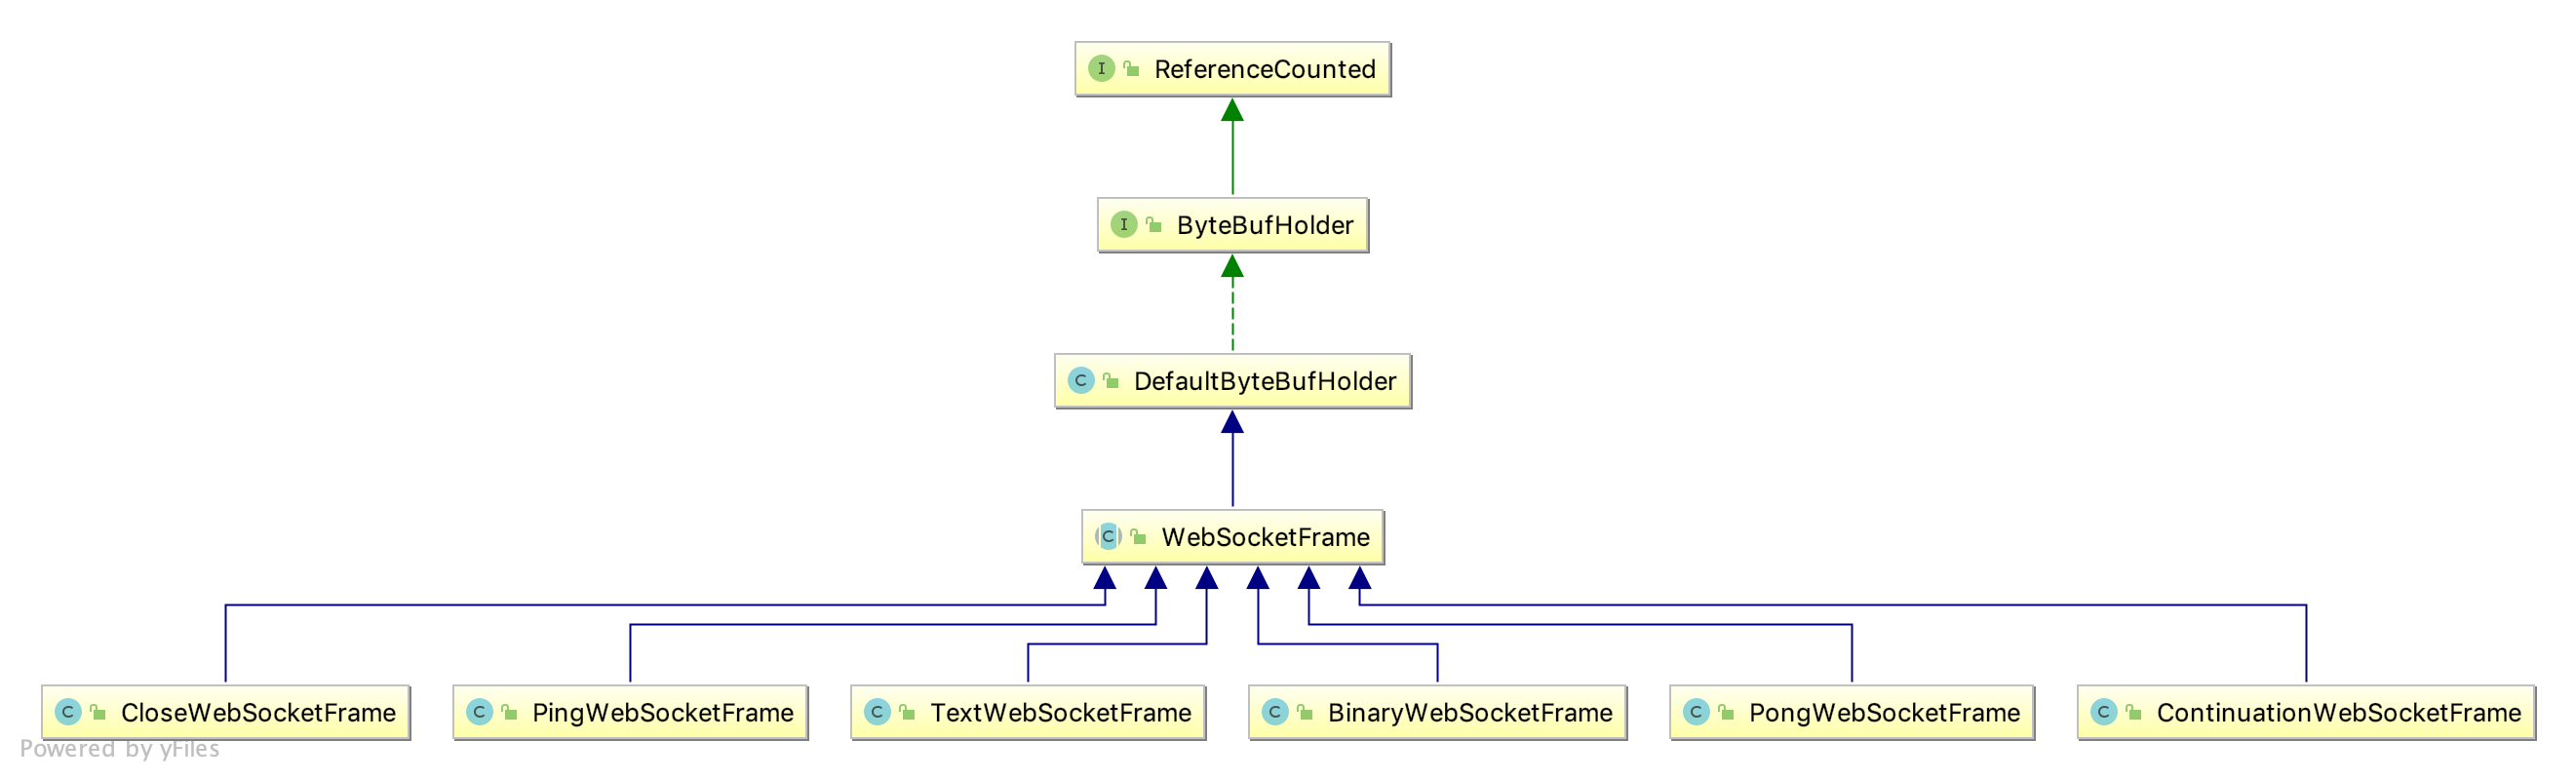 I ReferenceCounted
I ByteBufHolder
C DefaultByteBufHolder
C WebSocketFrame
C CloseWebSocketFrame
C PingWebSocketFrame
C TextWebSocketFrame
C BinaryWebSocketFrame
C PongWebSocketFrame
C ContinuationWebSocketFrame
Powered by yFiles